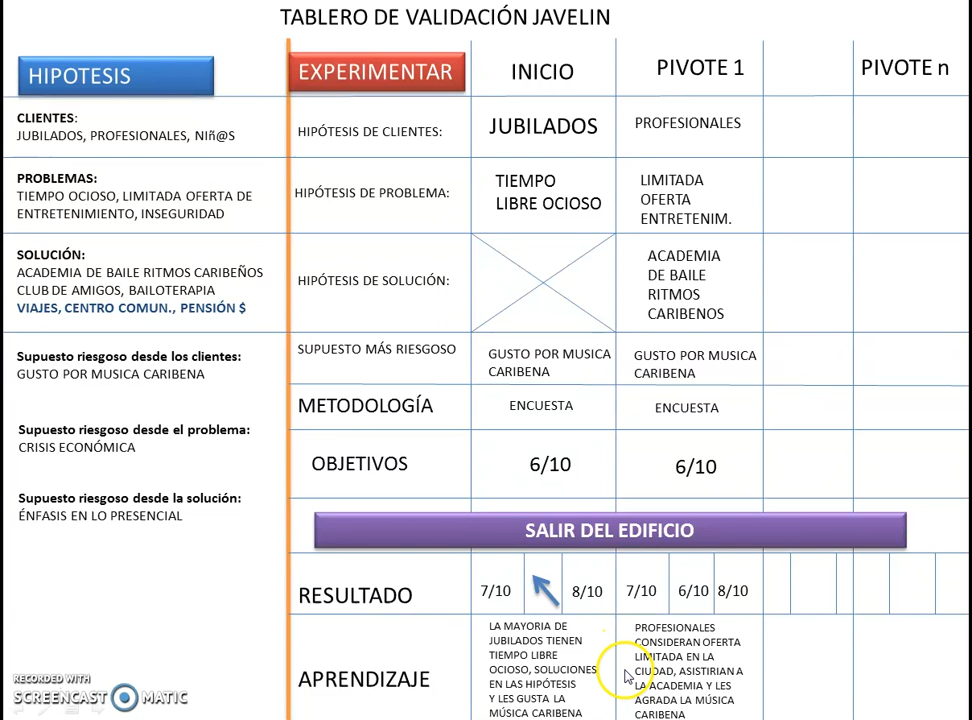 TABLERO DE VALIDACIÓN JAVELIN
HIPOTESIS
CLIENTES:
JUBILADOS, PROFESIONALES, NIñ@S
PROBLEMAS:
TIEMPO OCIOSO, LIMITADA OFERTA DE
ENTRETENIMIENTO, INSEGURIDAD
SOLUCIÓN:
ACADEMIA DE BAILE RITMOS CARIBEÑOS
CLUB DE AMIGOS, BAILOTERAPIA
VIAJES, CENTRO COMUN., PENSIÓN $
Supuesto riesgoso desde los clientes:
GUSTO POR MUSICA CARIBENA
Supuesto riesgoso desde el problema:
CRISIS ECONÓMICA
Supuesto riesgoso desde la solución:
ÉNFASIS EN LO PRESENCIAL
EXPERIMENTAR
INICIO
PIVOTE 1
PIVOTE n
HIPÓTESIS DE CLIENTES:
JUBILADOS
PROFESIONALES
HIPÓTESIS DE PROBLEMA:
TIEMPO
LIBRE OCIOSO
LIMITADA
OFERTA
ENTRETENIM.
HIPÓTESIS DE SOLUCIÓN:
ACADEMIA
DE BAILE
RITMOS
CARIBENOS
SUPUESTO MÁS RIESGOSO
GUSTO POR MUSICA
CARIBENA
GUSTO POR MUSICA
CARIBENA
METODOLOGÍA
ENCUESTA
ENCUESTA
OBJETIVOS
6/10
6/10
SALIR DEL EDIFICIO
RESULTADO
7/10
8/10
7/10
6/10
8/10
APRENDIZAJE
LA MAYORIA DE
JUBILADOS TIENEN
TIEMPO LIBRE
OCIOSO, SOLUCIONES
EN LAS HIPÓTESIS
Y LES GUSTA LA
MÚSICA CARIBENA
PROFESIONALES
CONSIDERAN OFERTA
LIMITADA EN LA
CIUDAD, ASISTIRIAN A
LA ACADEMIA Y LES
AGRADA LA MÚSICA
CARIBENA
RECORDED WITH
SCREENCAST MATIC